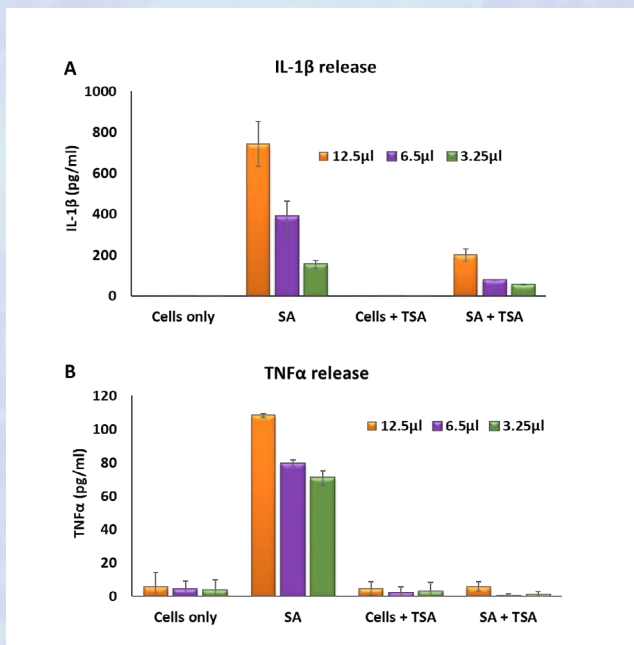 A
IL-1β release
1000
800
600
400
200
0
IL-1β (pg/ml)
12.5μl 6.5μl 3.25μl
Cells only SA Cells + TSA SA + TSA
B
TNFα release
120
100
80
60
40
20
0
TNFα (pg/ml)
12.5μl 6.5μl 3.25μl
Cells only SA Cells + TSA SA + TSA